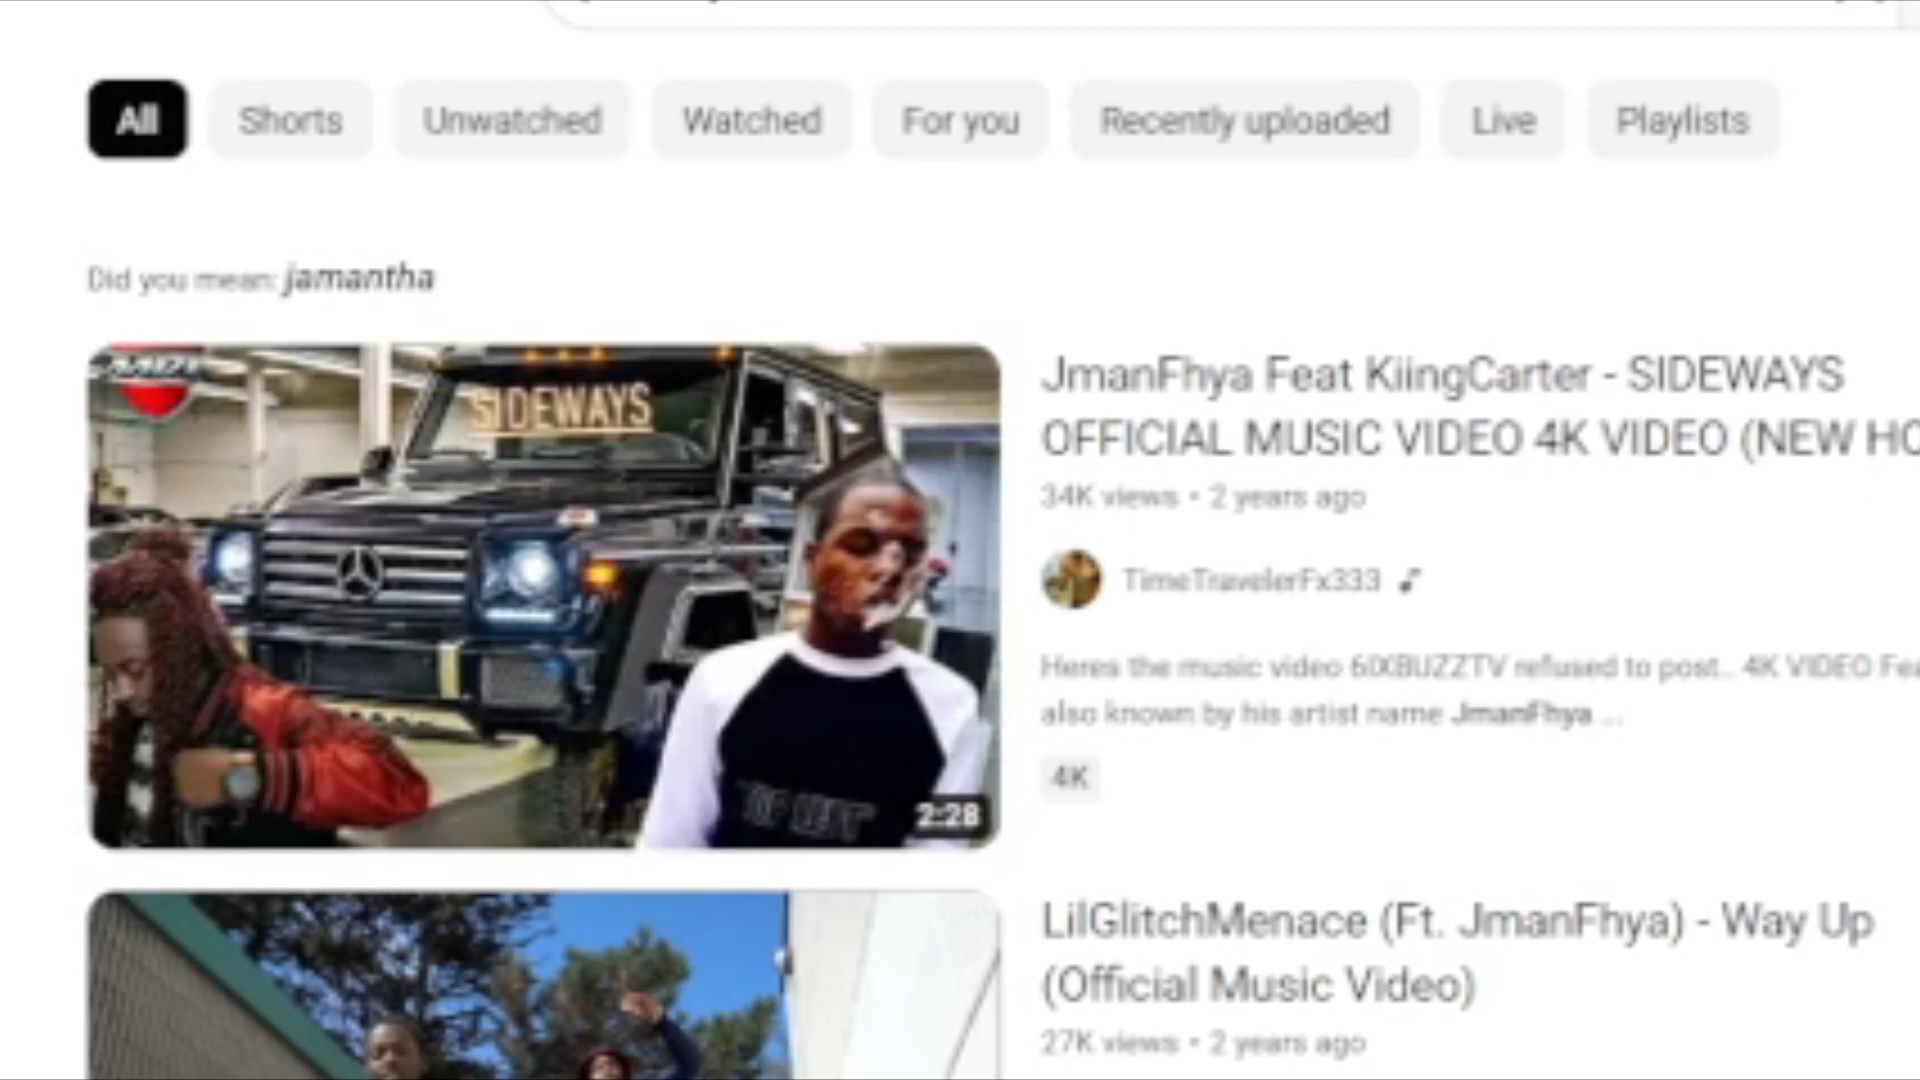 All
Shorts
Unwatched
Watched
For you
Recently uploaded
Live
Playlists
Did you mean: jamantha
SIDEWAYS
2:28
JmanFhya Feat KiingCarter - SIDEWAYS
OFFICIAL MUSIC VIDEO 4K VIDEO (NEW HO
34K views • 2 years ago
TimeTravelerFx333
Heres the music video 6IXBUZZTV refused to post.. 4K VIDEO Fea
also known by his artist name JmanFhya ...
4K
LilGlitchMenace (Ft. JmanFhya) - Way Up
(Official Music Video)
27K views • 2 years ago